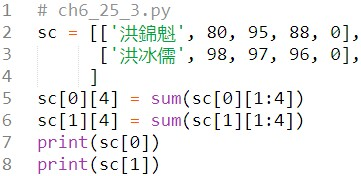 1 # ch6_25_3.py
2 sc = [['洪錦魁', 80, 95, 88, 0],
3 ['洪冰儒', 98, 97, 96, 0],
4 ]
5 sc[0][4] = sum(sc[0][1:4])
6 sc[1][4] = sum(sc[1][1:4])
7 print(sc[0])
8 print(sc[1])